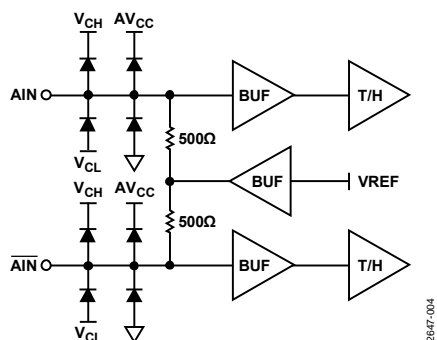 VCH AVCC
AIN BUF T/H
500Ω
VCL
VCH AVCC BUF VREF
500Ω
AIN BUF T/H
VCL
2647-004